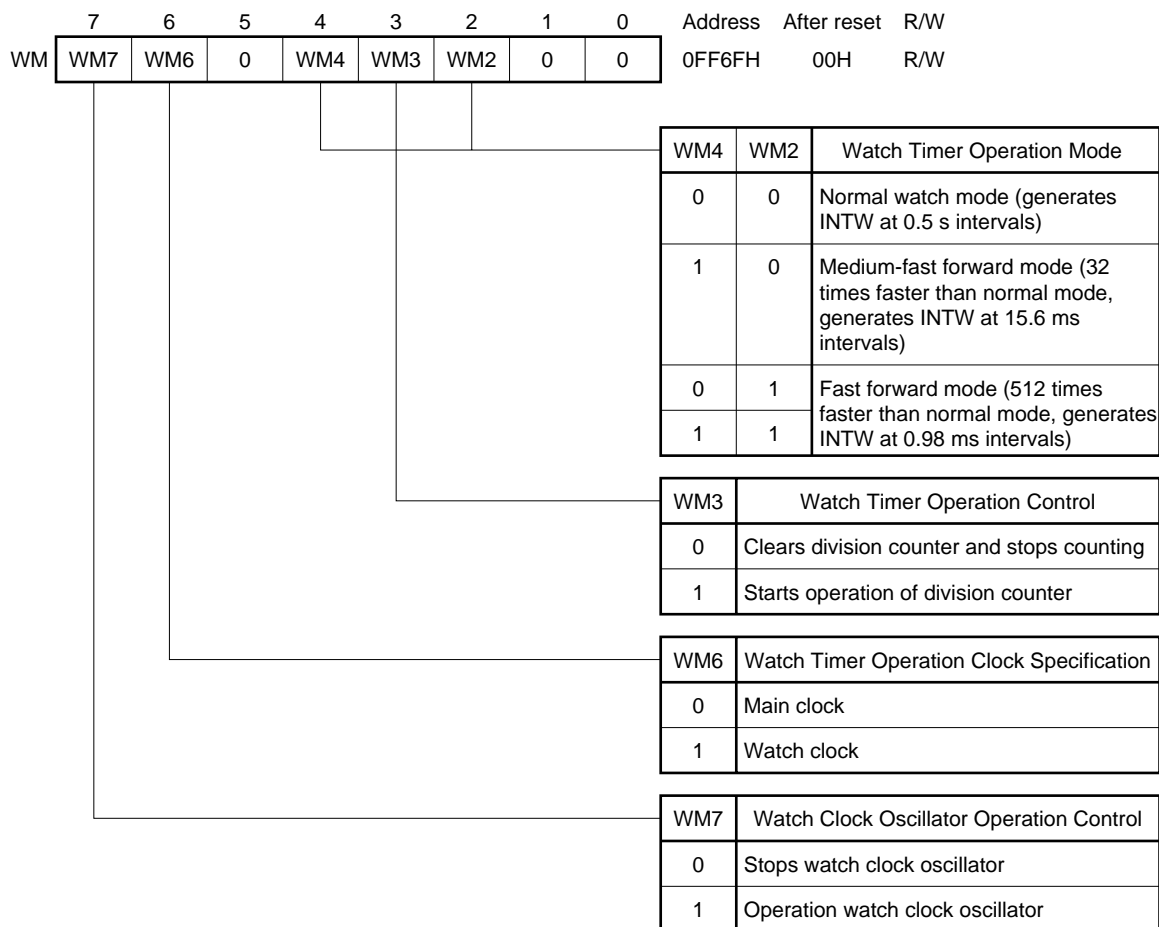 7 6 5 4 3 2 1 0 Address After reset R/W
WM WM7 WM6 0 WM4 WM3 WM2 0 0 0FF6FH 00H R/W
WM4 WM2 Watch Timer Operation Mode
0 0 Normal watch mode (generates
INTW at 0.5 s intervals)
1 0 Medium-fast forward mode (32
times faster than normal mode,
generates INTW at 15.6 ms
intervals)
0 1 Fast forward mode (512 times
faster than normal mode, generates
1 1 INTW at 0.98 ms intervals)
WM3 Watch Timer Operation Control
0 Clears division counter and stops counting
1 Starts operation of division counter
WM6 Watch Timer Operation Clock Specification
0 Main clock
1 Watch clock
WM7 Watch Clock Oscillator Operation Control
0 Stops watch clock oscillator
1 Operation watch clock oscillator